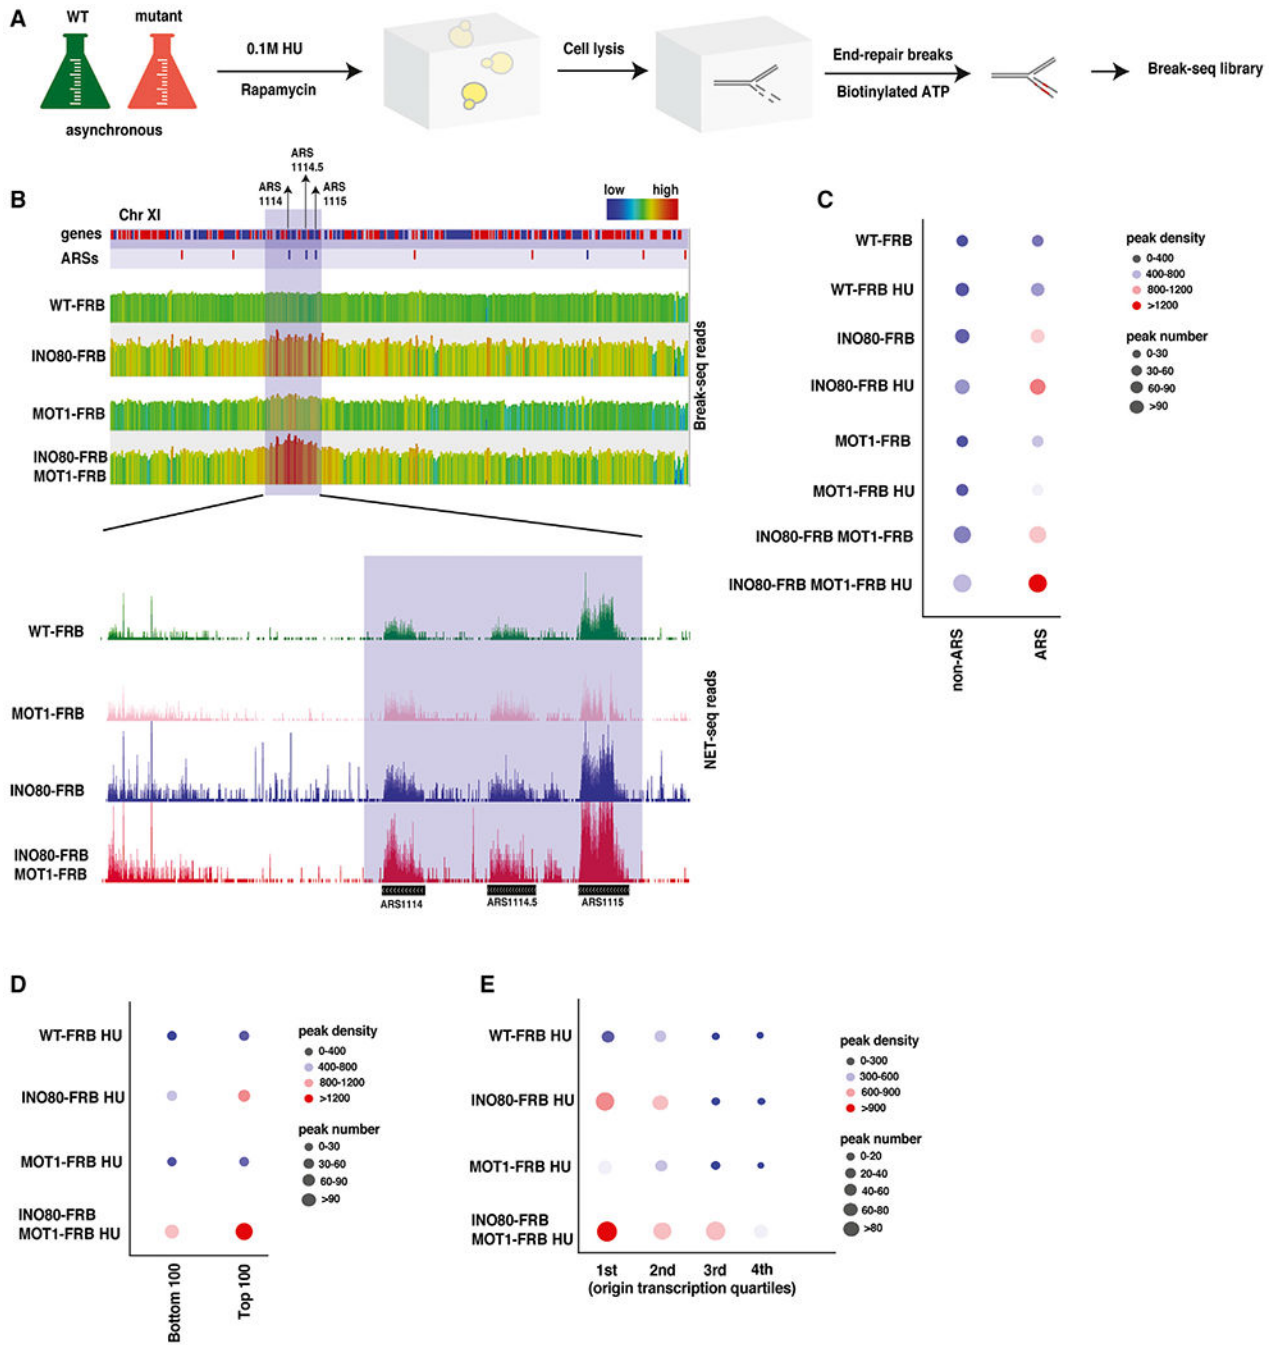 A
WT
mutant
asynchronous
0.1M HU
Rapamycin
Cell lysis
End-repair breaks
Biotinylated ATP
Break-seq library
B
Chr XI
ARS
1114
ARS
1114.5
ARS
1115
low
high
genes
ARSs
WT-FRB
INO80-FRB
MOT1-FRB
INO80-FRB
MOT1-FRB
Break-seq reads
WT-FRB
MOT1-FRB
INO80-FRB
INO80-FRB
MOT1-FRB
NET-seq reads
ARS1114
ARS1114.5
ARS1115
C
WT-FRB
WT-FRB HU
INO80-FRB
INO80-FRB HU
MOT1-FRB
MOT1-FRB HU
INO80-FRB MOT1-FRB
INO80-FRB MOT1-FRB HU
non-ARS
ARS
peak density
0-400
400-800
800-1200
>1200
peak number
0-30
30-60
60-90
>90
D
WT-FRB HU
INO80-FRB HU
MOT1-FRB HU
INO80-FRB
MOT1-FRB HU
Bottom 100
Top 100
peak density
0-400
400-800
800-1200
>1200
peak number
0-30
30-60
60-90
>90
E
WT-FRB HU
INO80-FRB HU
MOT1-FRB HU
INO80-FRB
MOT1-FRB HU
1st
2nd
3rd
4th
(origin transcription quartiles)
peak density
0-300
300-600
600-900
>900
peak number
0-20
20-40
40-60
60-80
>80